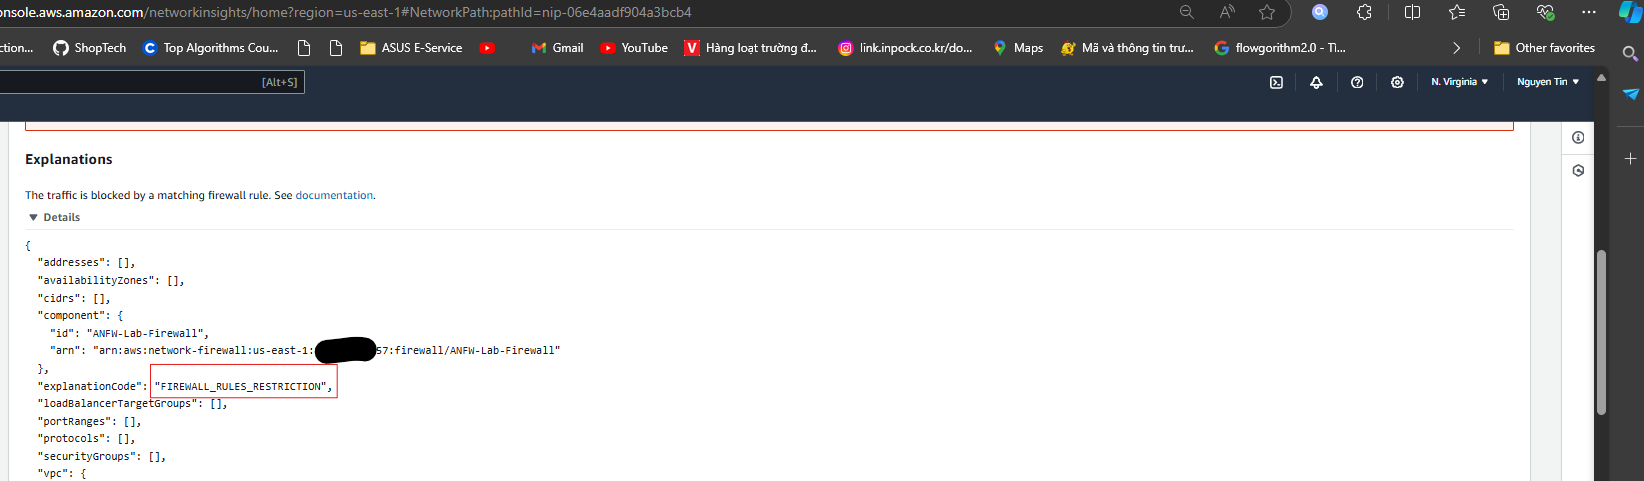 onsole.aws.amazon.com/networkinsights/home?region=us-east-1#NetworkPath:pathId=nip-06e4aadf904a3bcb4
ction... ShopTech Top Algorithms Cou... ASUS E-Service Gmail YouTube Hàng loạt trường đ... link.inpock.co.kr/do... Maps Mã và thông tin tru... flowgorithm2.0 - Tì... Other favorites
[Alt+S] N. Virginia Nguyen Tin
Explanations
The traffic is blocked by a matching firewall rule. See documentation.
Details
{
"addresses": [],
"availabilityZones": [],
"cidrs": [],
"component": {
"id": "ANFW-Lab-Firewall",
"arn": "arn:aws:network-firewall:us-east-1: 57:firewall/ANFW-Lab-Firewall"
},
"explanationCode": "FIREWALL_RULES_RESTRICTION",
"loadBalancerTargetGroups": [],
"portRanges": [],
"protocols": [],
"securityGroups": [],
"vpc": {